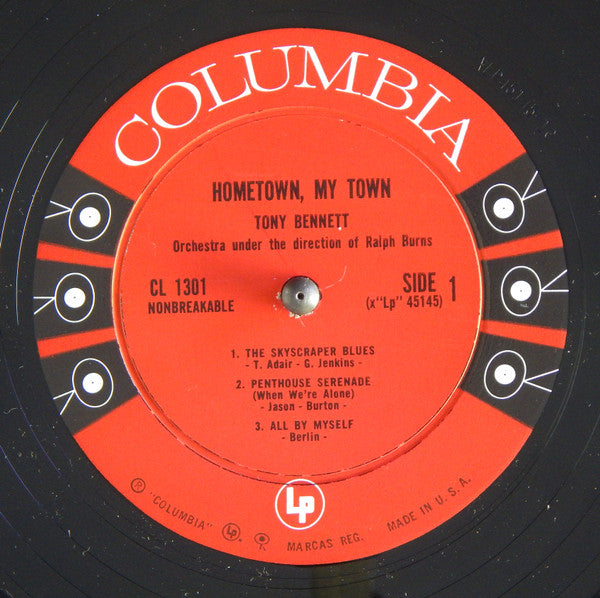 COLUMBIA
HOMETOWN, MY TOWN
TONY BENNETT
Orchestra under the direction of Ralph Burns
CL 1301
NONBREAKABLE
SIDE 1
(x"Lp" 45145)
1. THE SKYSCRAPER BLUES
- T. Adair - G. Jenkins -
2. PENTHOUSE SERENADE
(When We're Alone)
- Jason - Burton -
3. ALL BY MYSELF
- Berlin -
Lp
® "COLUMBIA" Lp ® MARCAS REG. MADE IN U.S.A.